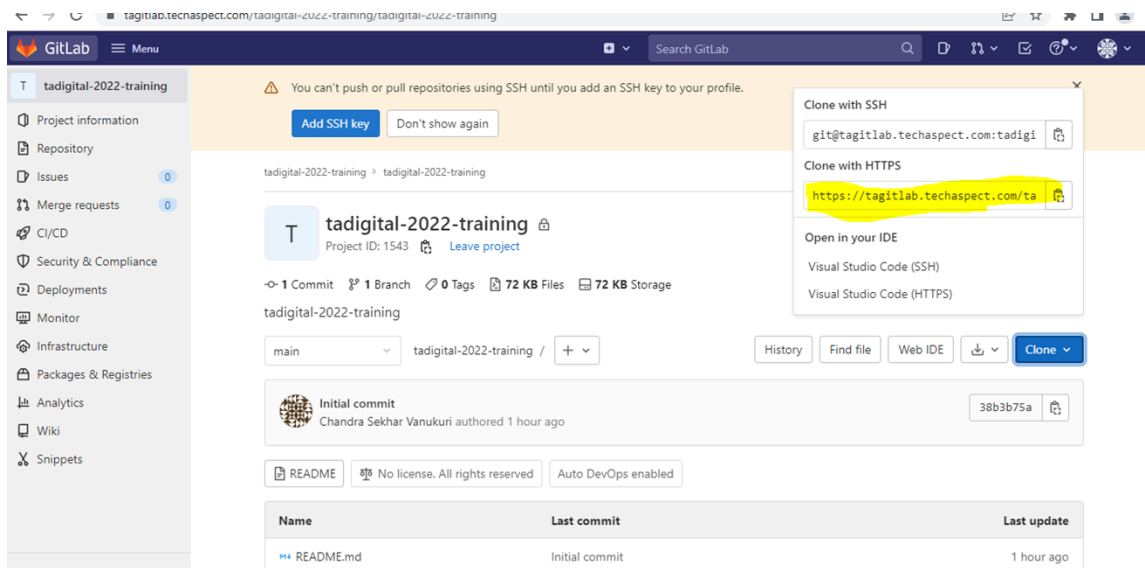 tagitlab.techaspect.com/tadigital-2022-training/tadigital-2022-training
GitLab Menu Search GitLab
T tadigital-2022-training
Project information
Repository
Issues 0
Merge requests 0
CI/CD
Security & Compliance
Deployments
Monitor
Infrastructure
Packages & Registries
Analytics
Wiki
Snippets
You can't push or pull repositories using SSH until you add an SSH key to your profile.
Add SSH key Don't show again
tadigital-2022-training > tadigital-2022-training
T
tadigital-2022-training
Project ID: 1543 Leave project
1 Commit 1 Branch 0 Tags 72 KB Files 72 KB Storage
tadigital-2022-training
Clone with SSH
git@tagitlab.techaspect.com:tadigi
Clone with HTTPS
https://tagitlab.techaspect.com/ta
Open in your IDE
Visual Studio Code (SSH)
Visual Studio Code (HTTPS)
main tadigital-2022-training / + History Find file Web IDE Clone
Initial commit
Chandra Sekhar Vanukuri authored 1 hour ago
38b3b75a
README No license. All rights reserved Auto DevOps enabled
Name Last commit Last update
README.md Initial commit 1 hour ago